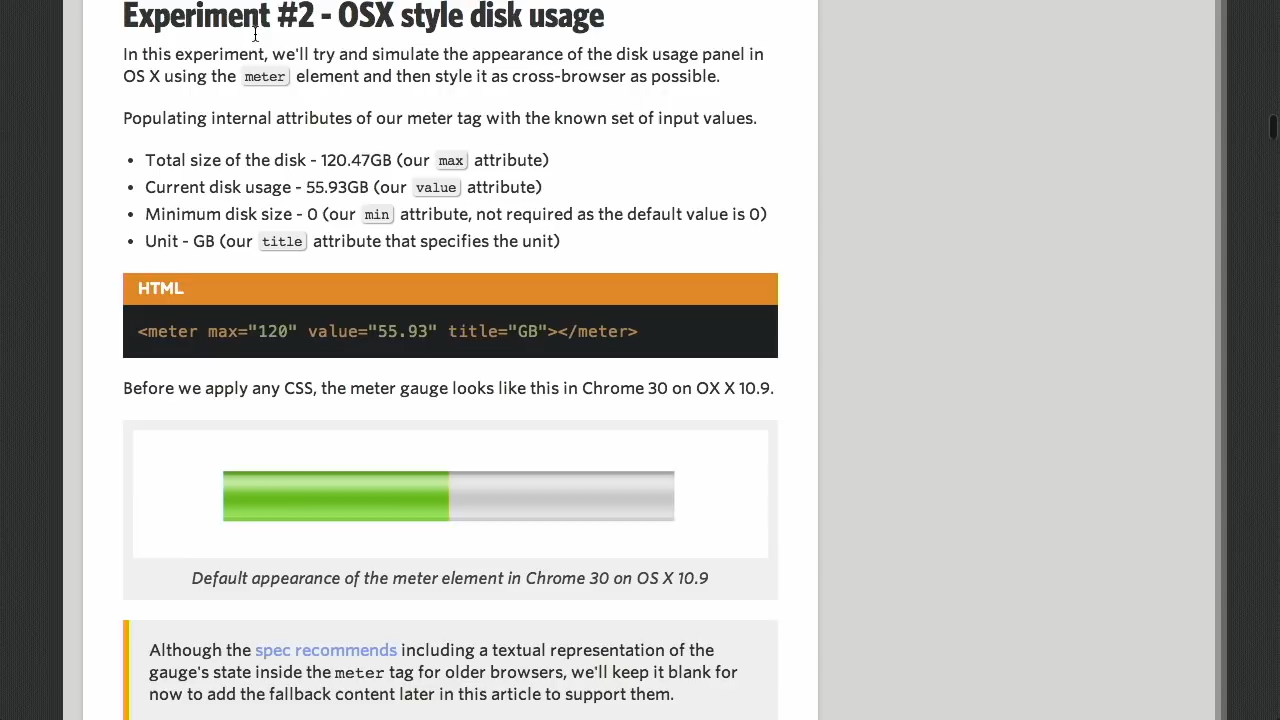 Experiment #2 - OSX style disk usage
In this experiment, we'll try and simulate the appearance of the disk usage panel in
OS X using the meter element and then style it as cross-browser as possible.
Populating internal attributes of our meter tag with the known set of input values.
• Total size of the disk - 120.47GB (our max attribute)
• Current disk usage - 55.93GB (our value attribute)
• Minimum disk size - 0 (our min attribute, not required as the default value is 0)
• Unit - GB (our title attribute that specifies the unit)
HTML
<meter max="120" value="55.93" title="GB"></meter>
Before we apply any CSS, the meter gauge looks like this in Chrome 30 on OX X 10.9.
Default appearance of the meter element in Chrome 30 on OS X 10.9
Although the spec recommends including a textual representation of the
gauge's state inside the meter tag for older browsers, we'll keep it blank for
now to add the fallback content later in this article to support them.